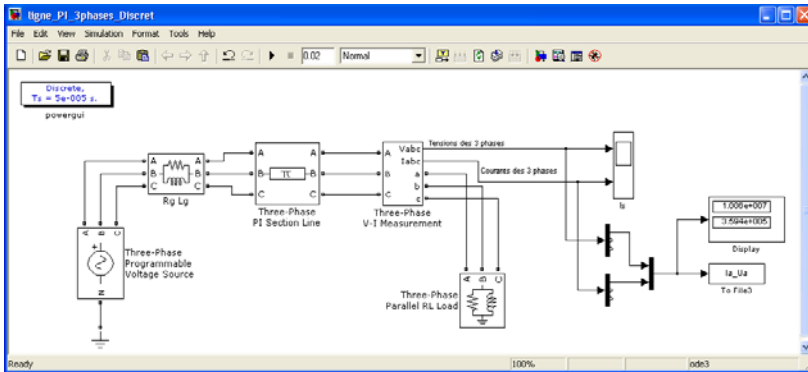 ligne_PI_3phases_Discret
File Edit View Simulation Format Tools Help
0.02 Normal
Discrete,
Ts = 5e-005 s.
powergui
A A
B B
C C
Rg Lg
A A
B B
C C
Three-Phase
PI Section Line
A Vabc
Iabc
B a
b
C c
Three-Phase
V-I Measurement
Tensions des 3 phases
Courants des 3 phases
Is
A B C
N
Three-Phase
Programmable
Voltage Source
A B C
Three-Phase
Parallel RL Load
3.594e+005
Display
Ia_Ua
To File3
Ready 100% ode3